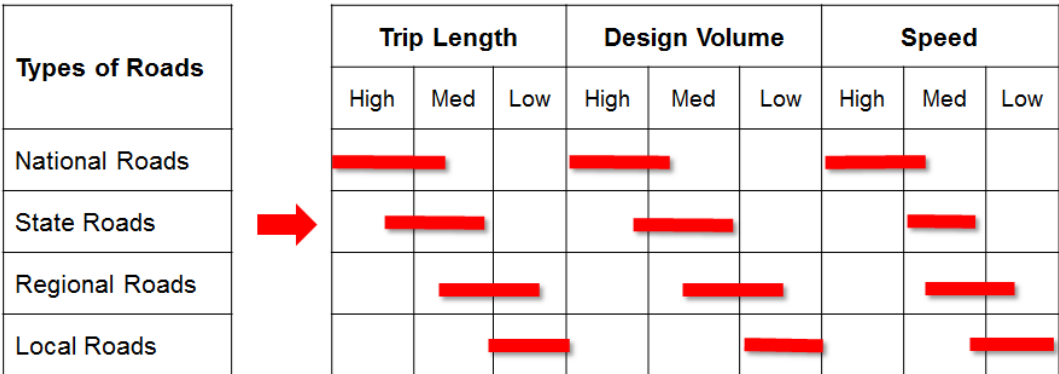 Types of Roads
Trip Length Design Volume Speed
High Med Low High Med Low High Med Low
National Roads
State Roads
Regional Roads
Local Roads